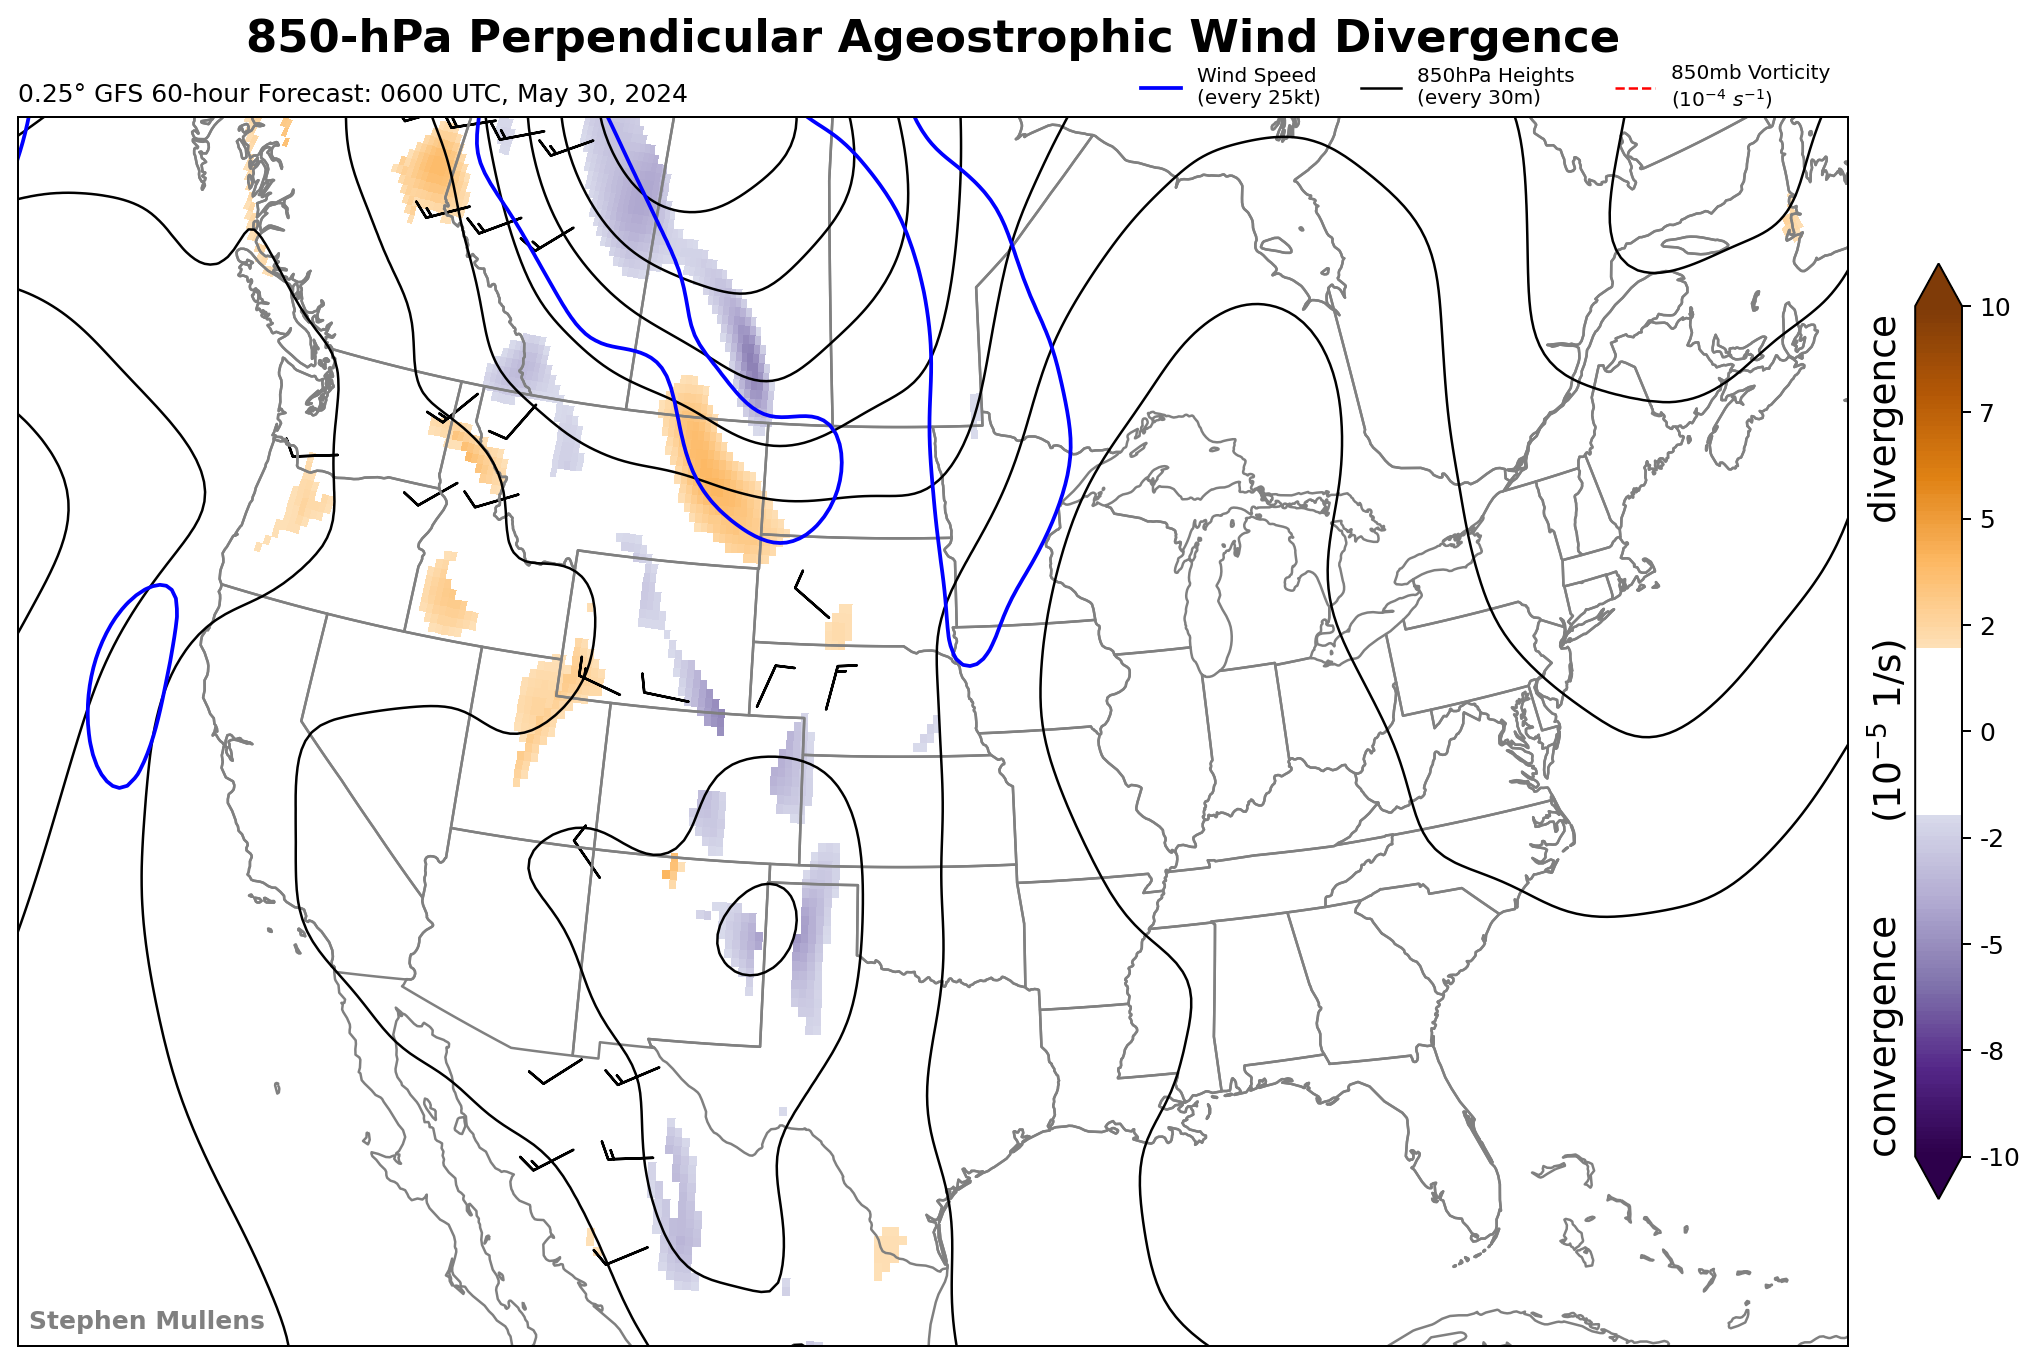 850-hPa Perpendicular Ageostrophic Wind Divergence
0.25° GFS 60-hour Forecast: 0600 UTC, May 30, 2024
Wind Speed
(every 25kt)
850hPa Heights
(every 30m)
850mb Vorticity
(10⁻⁴ s⁻¹)
10
7
5
2
0
-2
-5
-8
-10
convergence (10⁻⁵ 1/s) divergence
Stephen Mullens